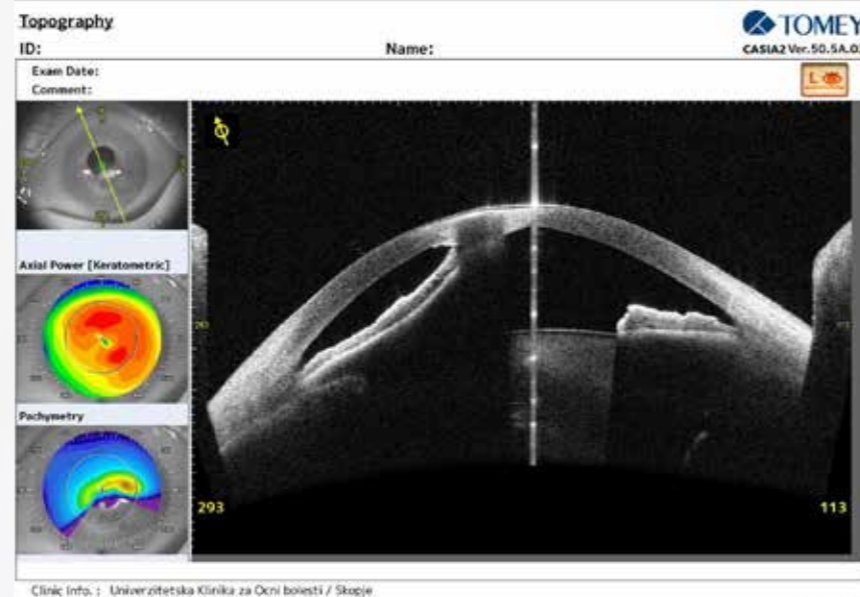 Topography
TOMEY
ID:
Name:
CASIA2 Ver.50.5A.03
Exam Date:
Comment:
L
Axial Power [Keratometric]
Pachymetry
293
113
Clinic Info. : Univerzitetska Klinika za Ocni bolesti / Skopje